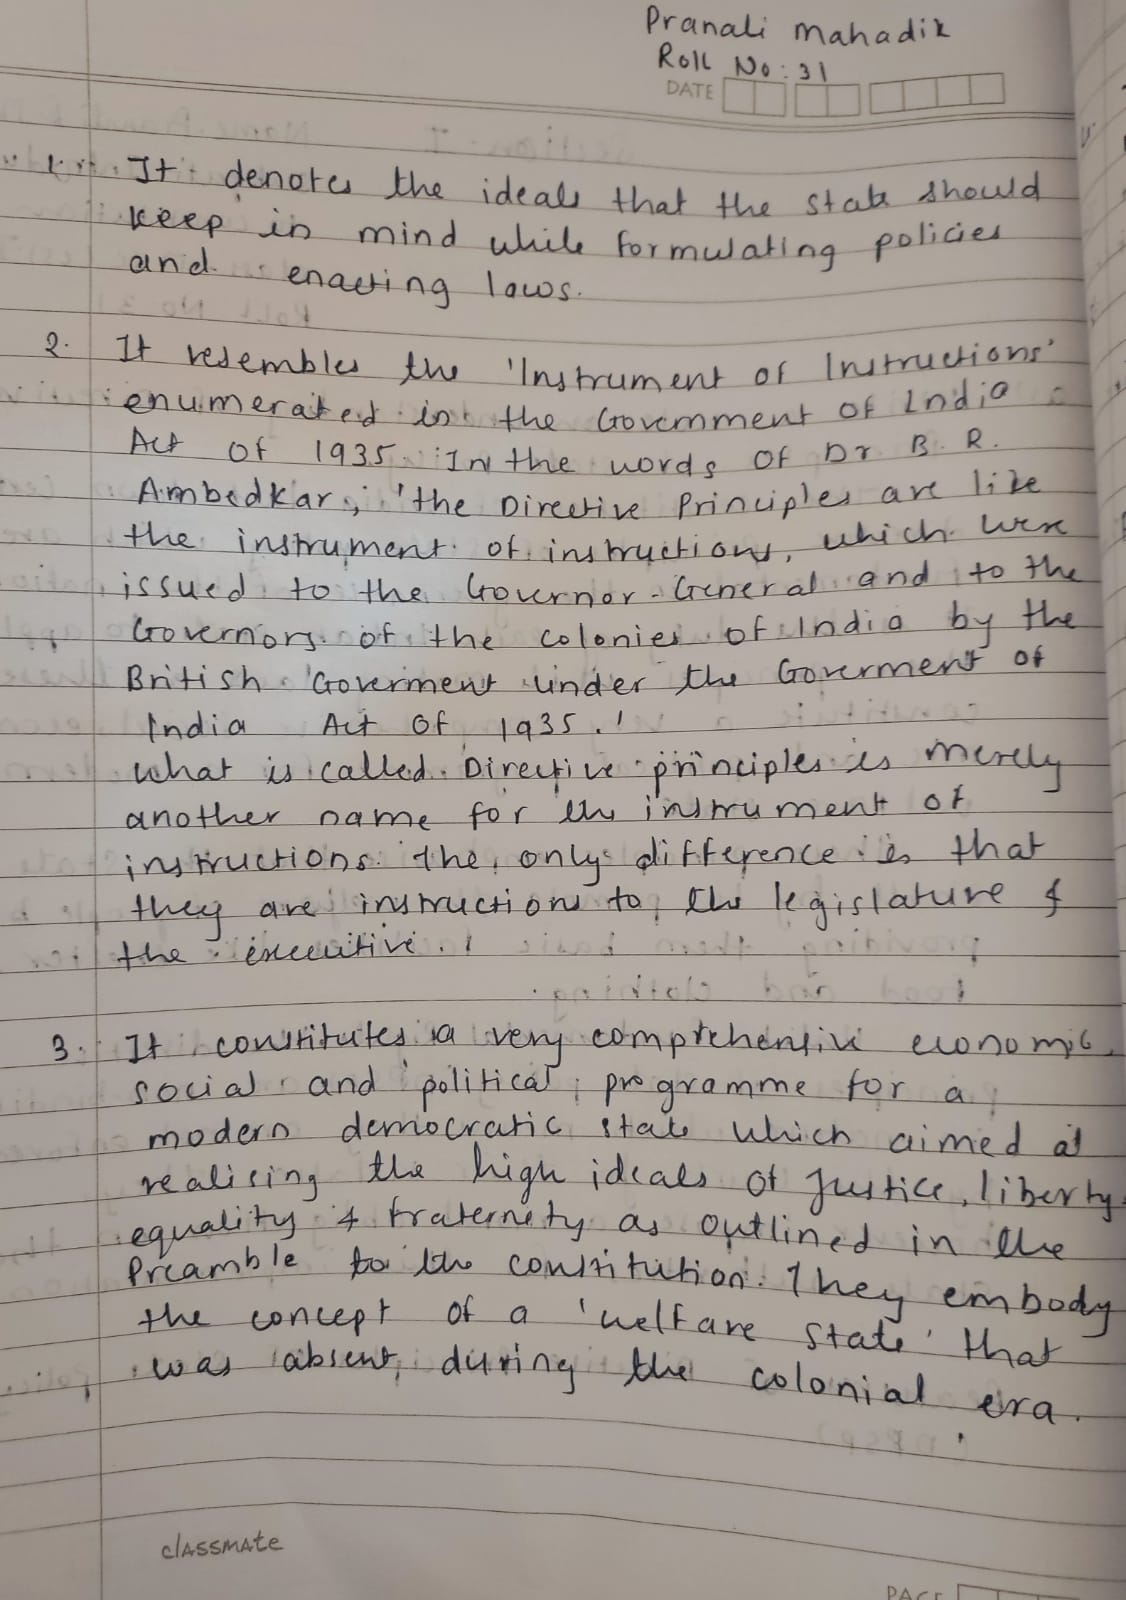 Pranali Mahadik
Roll No: 31
DATE
1. It denotes the ideals that the state should
keep in mind while formulating policies
and enacting laws.
2. It resembles the 'Instrument of Instructions'
enumerated in the Government of India
Act of 1935. In the words of Dr B. R.
Ambedkar, 'the Directive Principles are like
the instrument of instructions, which were
issued to the Governor-General and to the
Governors of the colonies of India by the
British Goverment under the Goverment of
India Act of 1935.'
what is called Directive principles is merely
another name for the instrument of
instructions. The only difference is that
they are instructions to the legislature &
the executive.
3. It constitutes a very comprehensive economic,
social and political programme for a
modern democratic state which aimed at
realising the high ideals of justice, liberty,
equality & fraternity as outlined in the
Preamble to the constitution. They embody
the concept of a 'welfare state' that
was absent during the colonial era.
classmate
PAGE